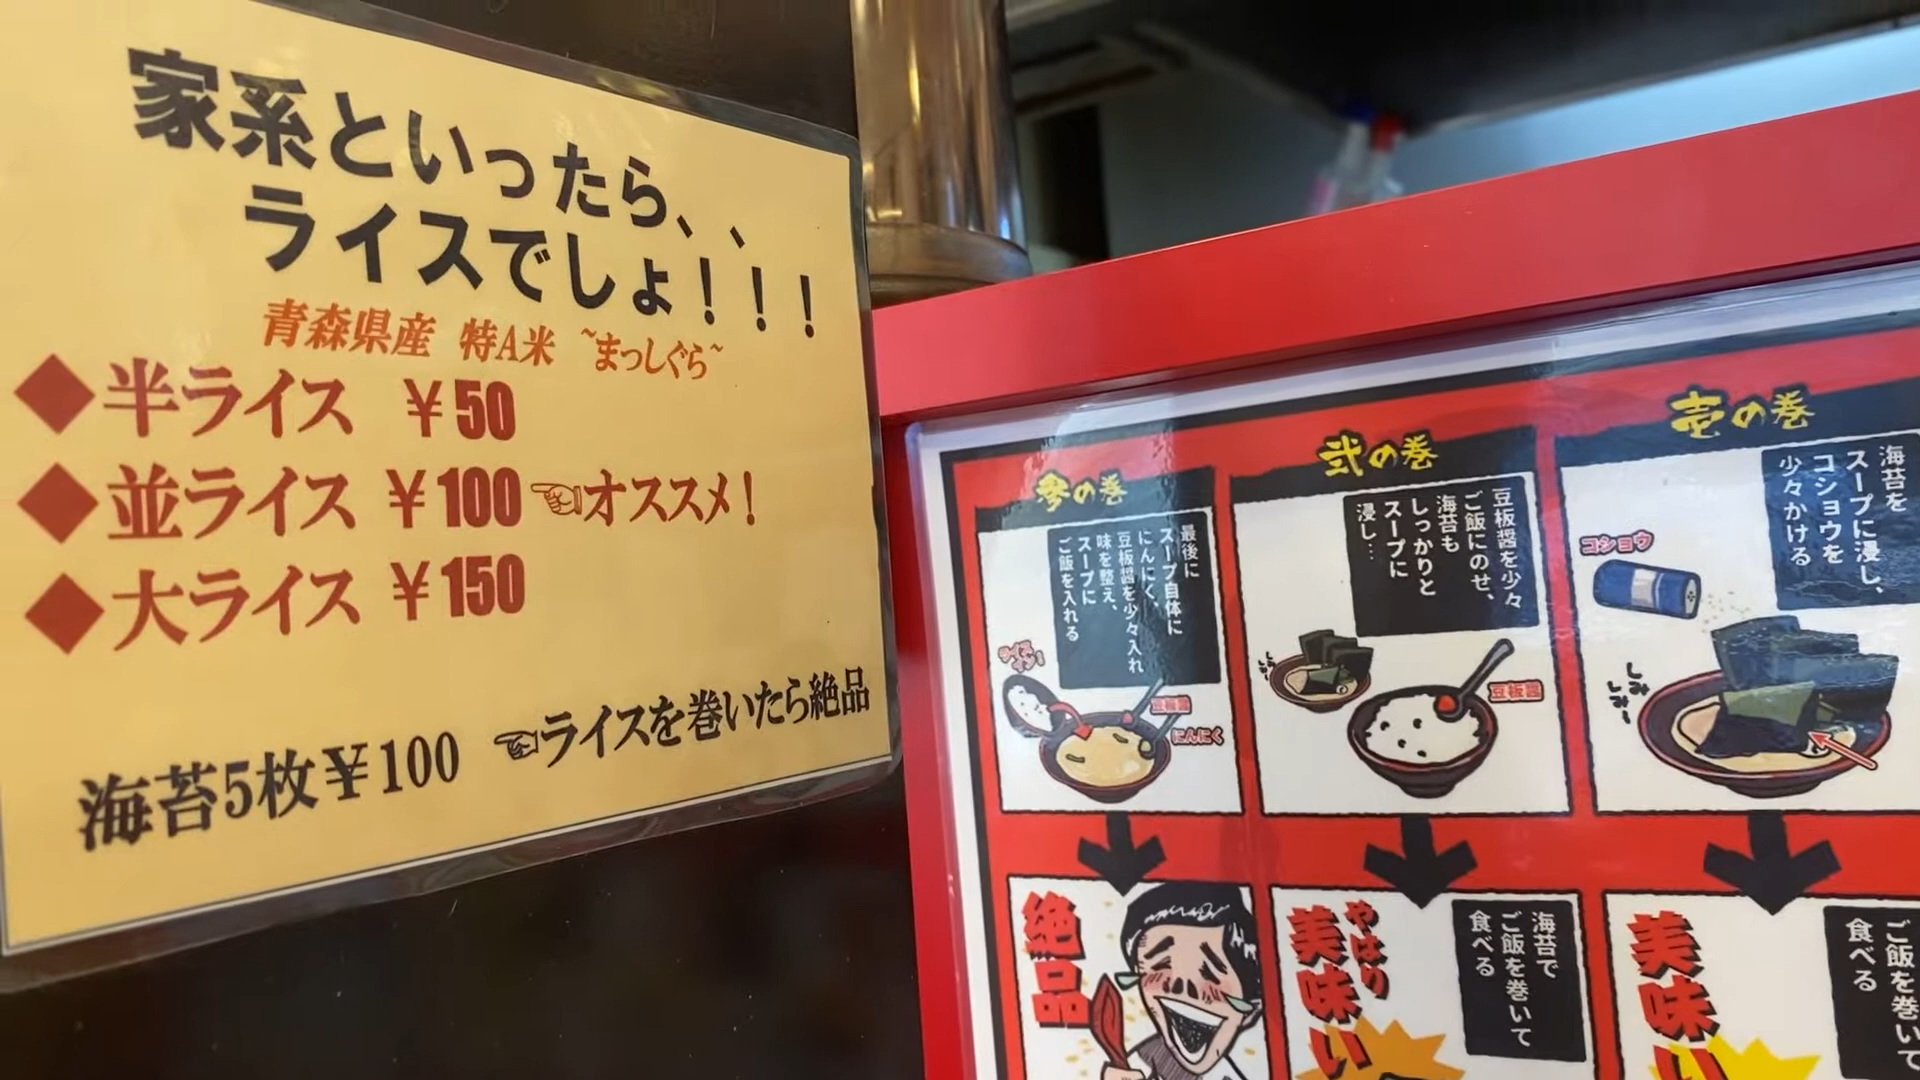 家系といったら、、
ライスでしょ！！！
青森県産 特A米 ~まっしぐら~
◆半ライス ￥50
◆並ライス ￥100 ☜オススメ！
◆大ライス ￥150
海苔5枚￥100 ☜ライスを巻いたら絶品
壱の巻
海苔を
スープに浸し、
コショウを
少々かける
コショウ
しみ
しみー
美味い
ご飯を巻いて
食べる
弐の巻
豆板醤を少々
ご飯にのせ、
海苔も
しっかりと
スープに
浸し…
豆板醤
海苔で
ご飯を巻いて
食べる
やはり
美味い
参の巻
最後に
スープ自体に
にんにく、
豆板醤を少々入れ
味を整え、
スープに
ご飯を入れる
豆板醤
にんにく
絶品